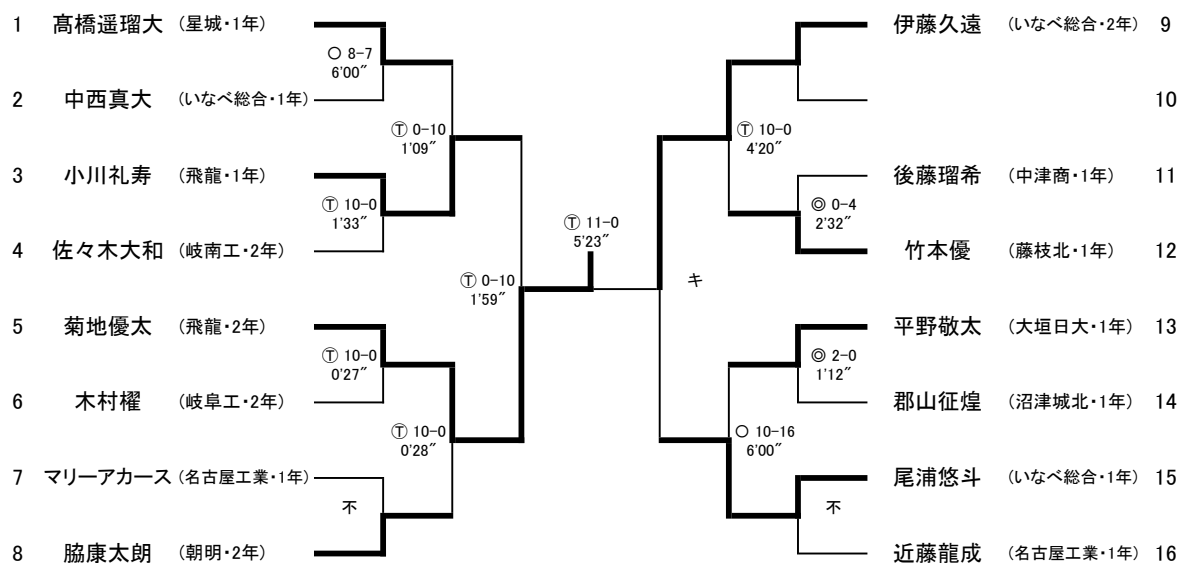 1 髙橋遥瑠大 (星城・1年)
○ 8-7
6'00"
2 中西真大 (いなべ総合・1年)
Ⓣ 0-10
1'09"
3 小川礼寿 (飛龍・1年)
Ⓣ 10-0
1'33"
4 佐々木大和 (岐南工・2年)
Ⓣ 0-10
1'59"
5 菊地優太 (飛龍・2年)
Ⓣ 10-0
0'27"
6 木村櫂 (岐阜工・2年)
Ⓣ 10-0
0'28"
7 マリーアカース (名古屋工業・1年)
不
8 脇康太朗 (朝明・2年)
Ⓣ 11-0
5'23"
伊藤久遠 (いなべ総合・2年) 9
10
Ⓣ 10-0
4'20"
後藤瑠希 (中津商・1年) 11
◎ 0-4
2'32"
竹本優 (藤枝北・1年) 12
キ
平野敬太 (大垣日大・1年) 13
◎ 2-0
1'12"
郡山征煌 (沼津城北・1年) 14
○ 10-16
6'00"
尾浦悠斗 (いなべ総合・1年) 15
不
近藤龍成 (名古屋工業・1年) 16